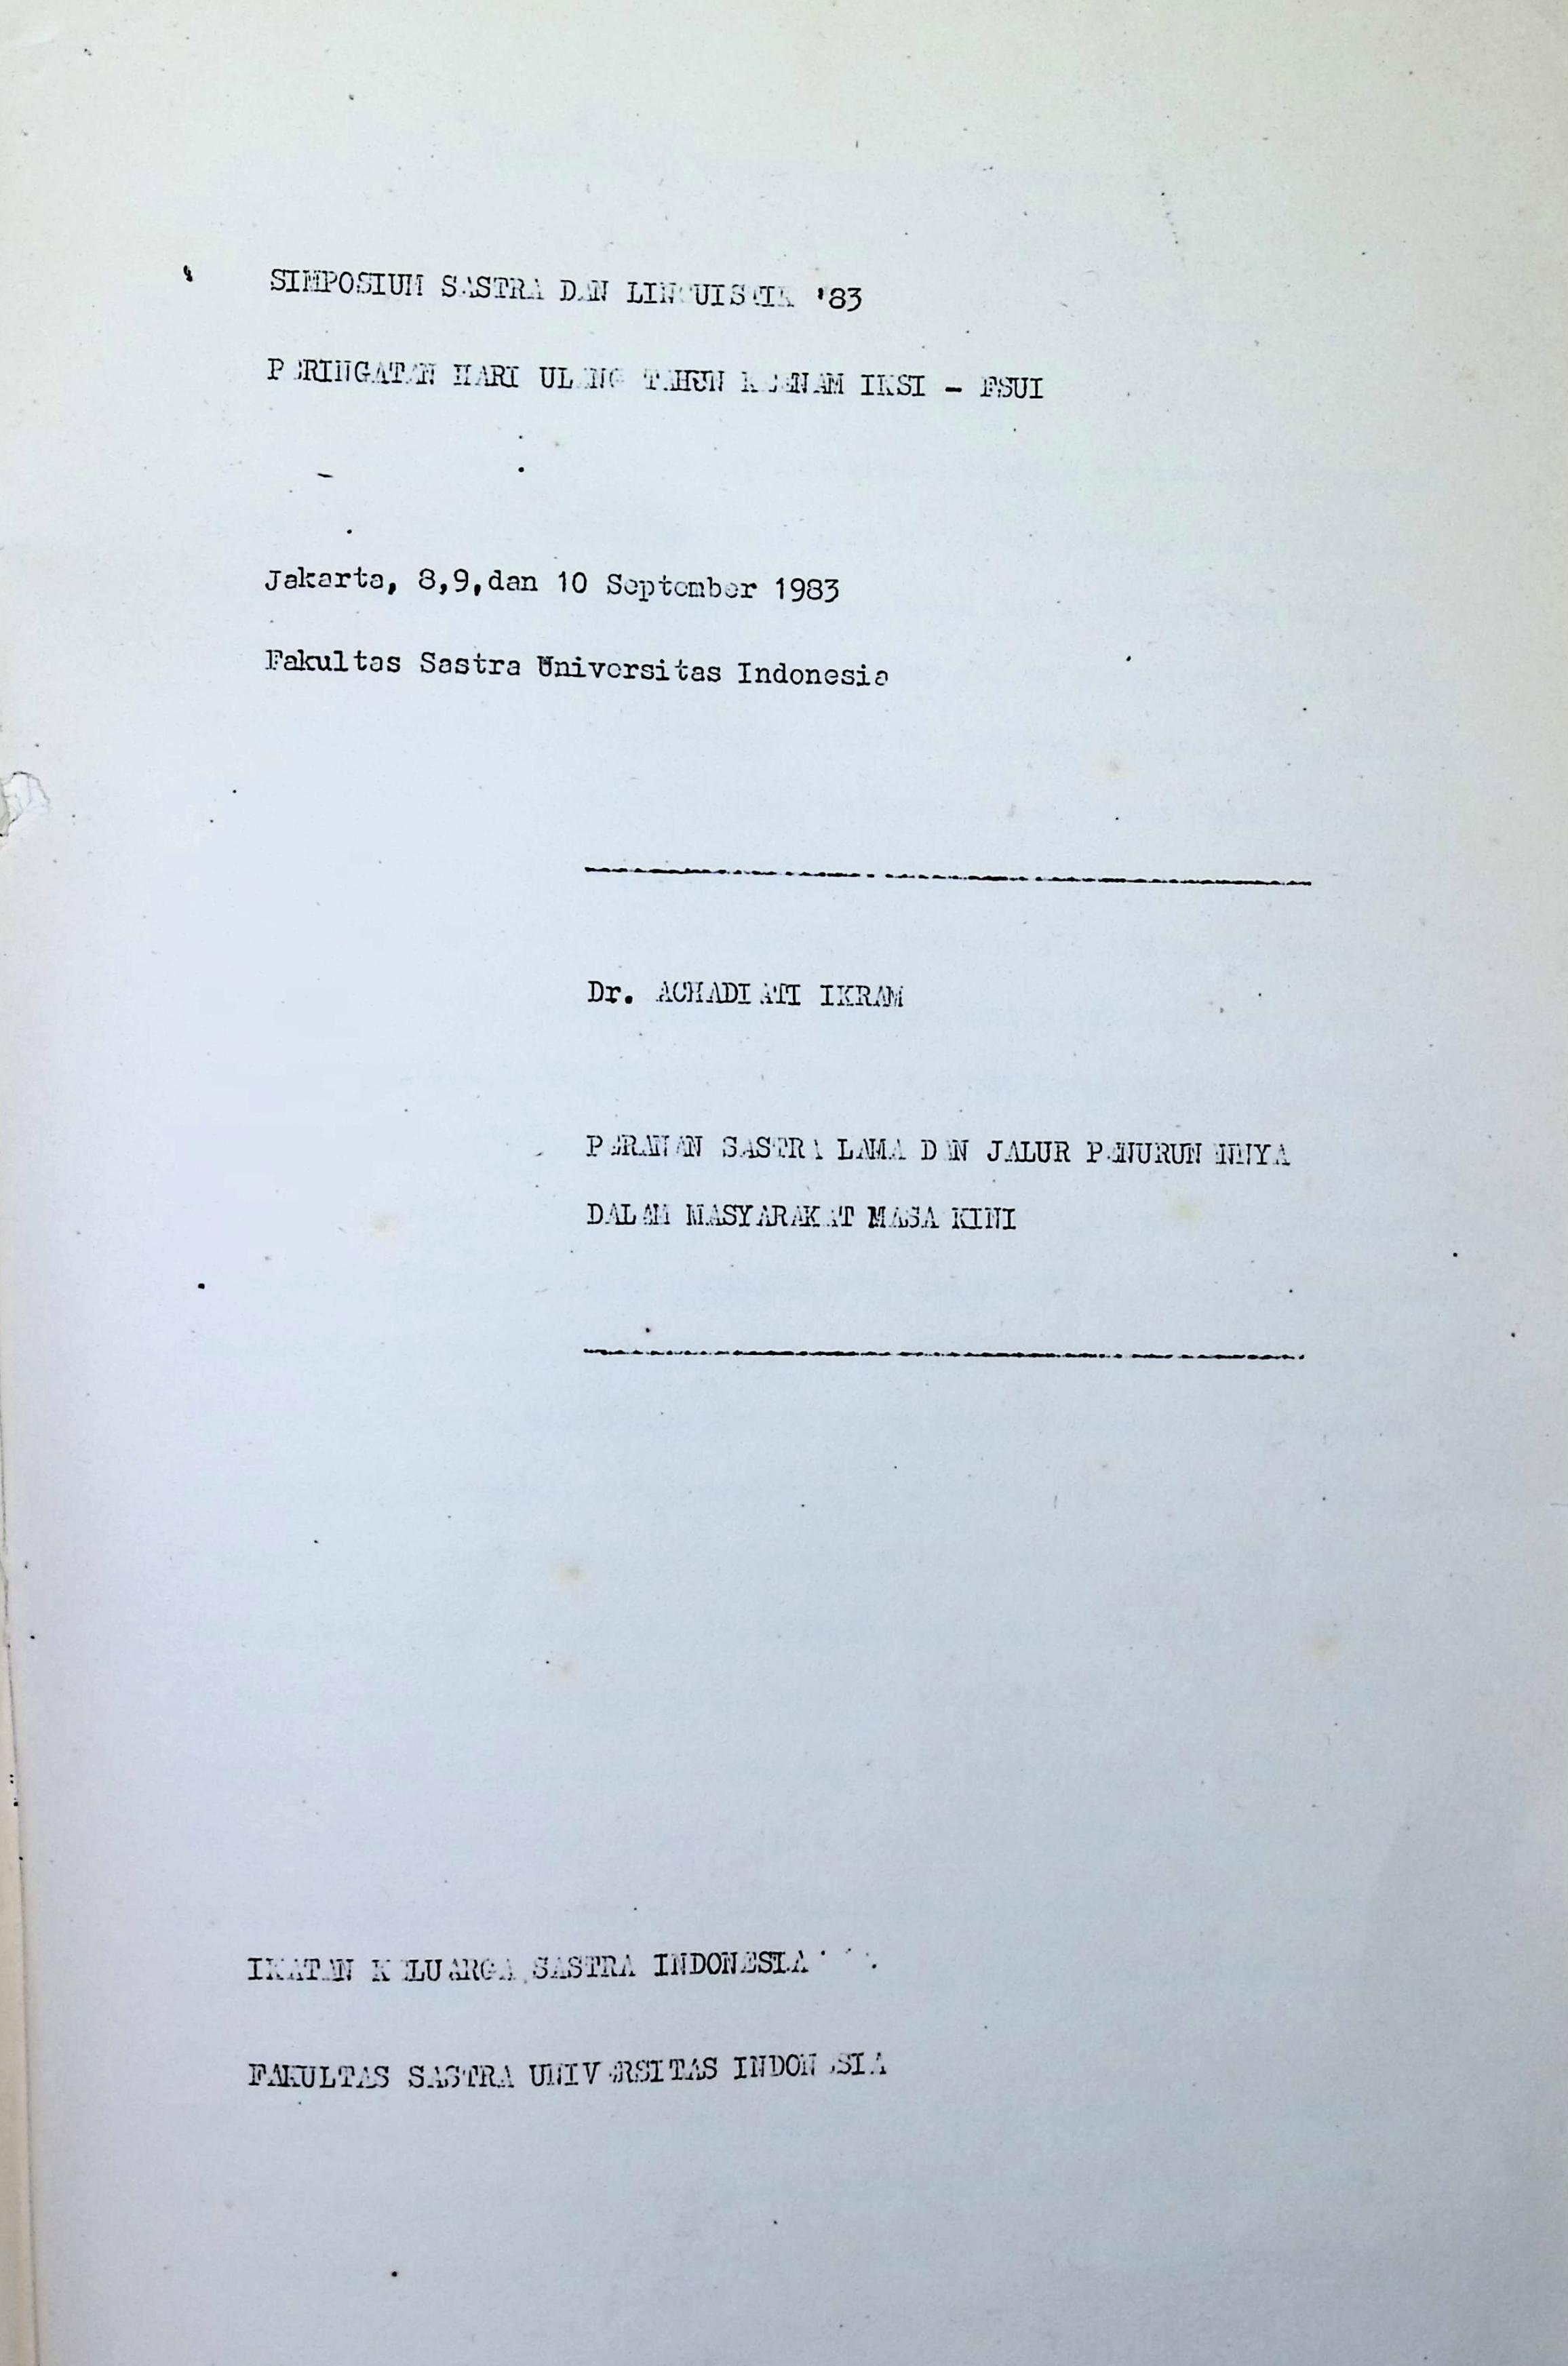 SIMPOSIUM SASTRA DAN LINGUISTIK '83
PERINGATAN HARI ULANG TAHUN KEENAM IKSI - FSUI
Jakarta, 8,9,dan 10 September 1983
Fakultas Sastra Universitas Indonesia
Dr. ACHADIATI IKRAM
PERANAN SASTRA LAMA DAN JALUR PENURUNANNYA
DALAM MASYARAKAT MASA KINI
IKATAN KELUARGA SASTRA INDONESIA
FAKULTAS SASTRA UNIVERSITAS INDONESIA